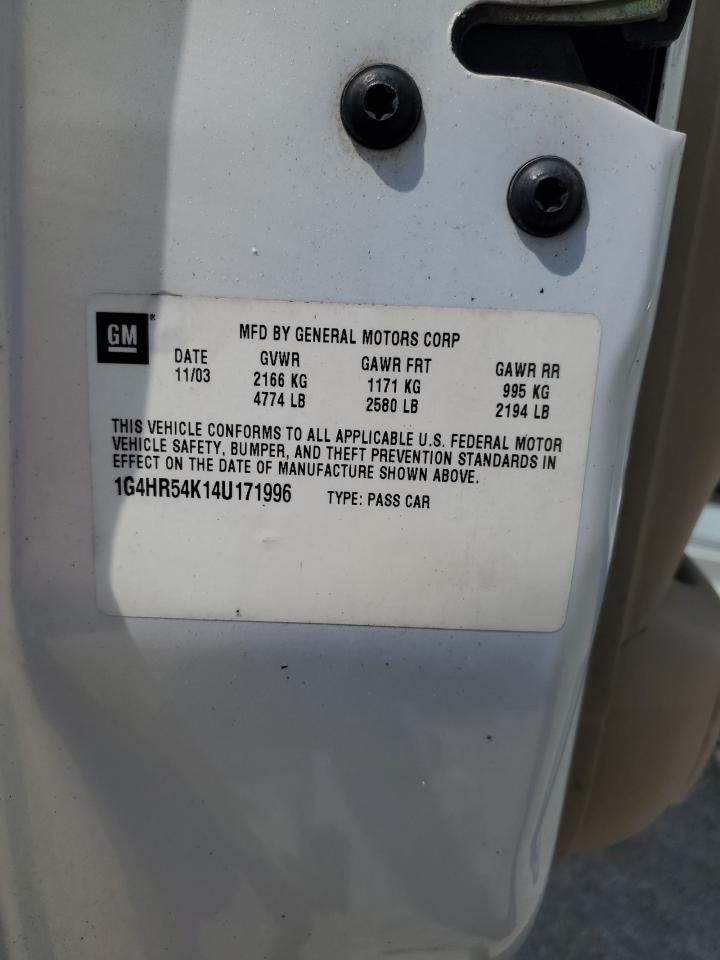 GM®
MFD BY GENERAL MOTORS CORP
DATE GVWR GAWR FRT GAWR RR
11/03 2166 KG 1171 KG 995 KG
4774 LB 2580 LB 2194 LB
THIS VEHICLE CONFORMS TO ALL APPLICABLE U.S. FEDERAL MOTOR
VEHICLE SAFETY, BUMPER, AND THEFT PREVENTION STANDARDS IN
EFFECT ON THE DATE OF MANUFACTURE SHOWN ABOVE.
1G4HR54K14U171996 TYPE: PASS CAR